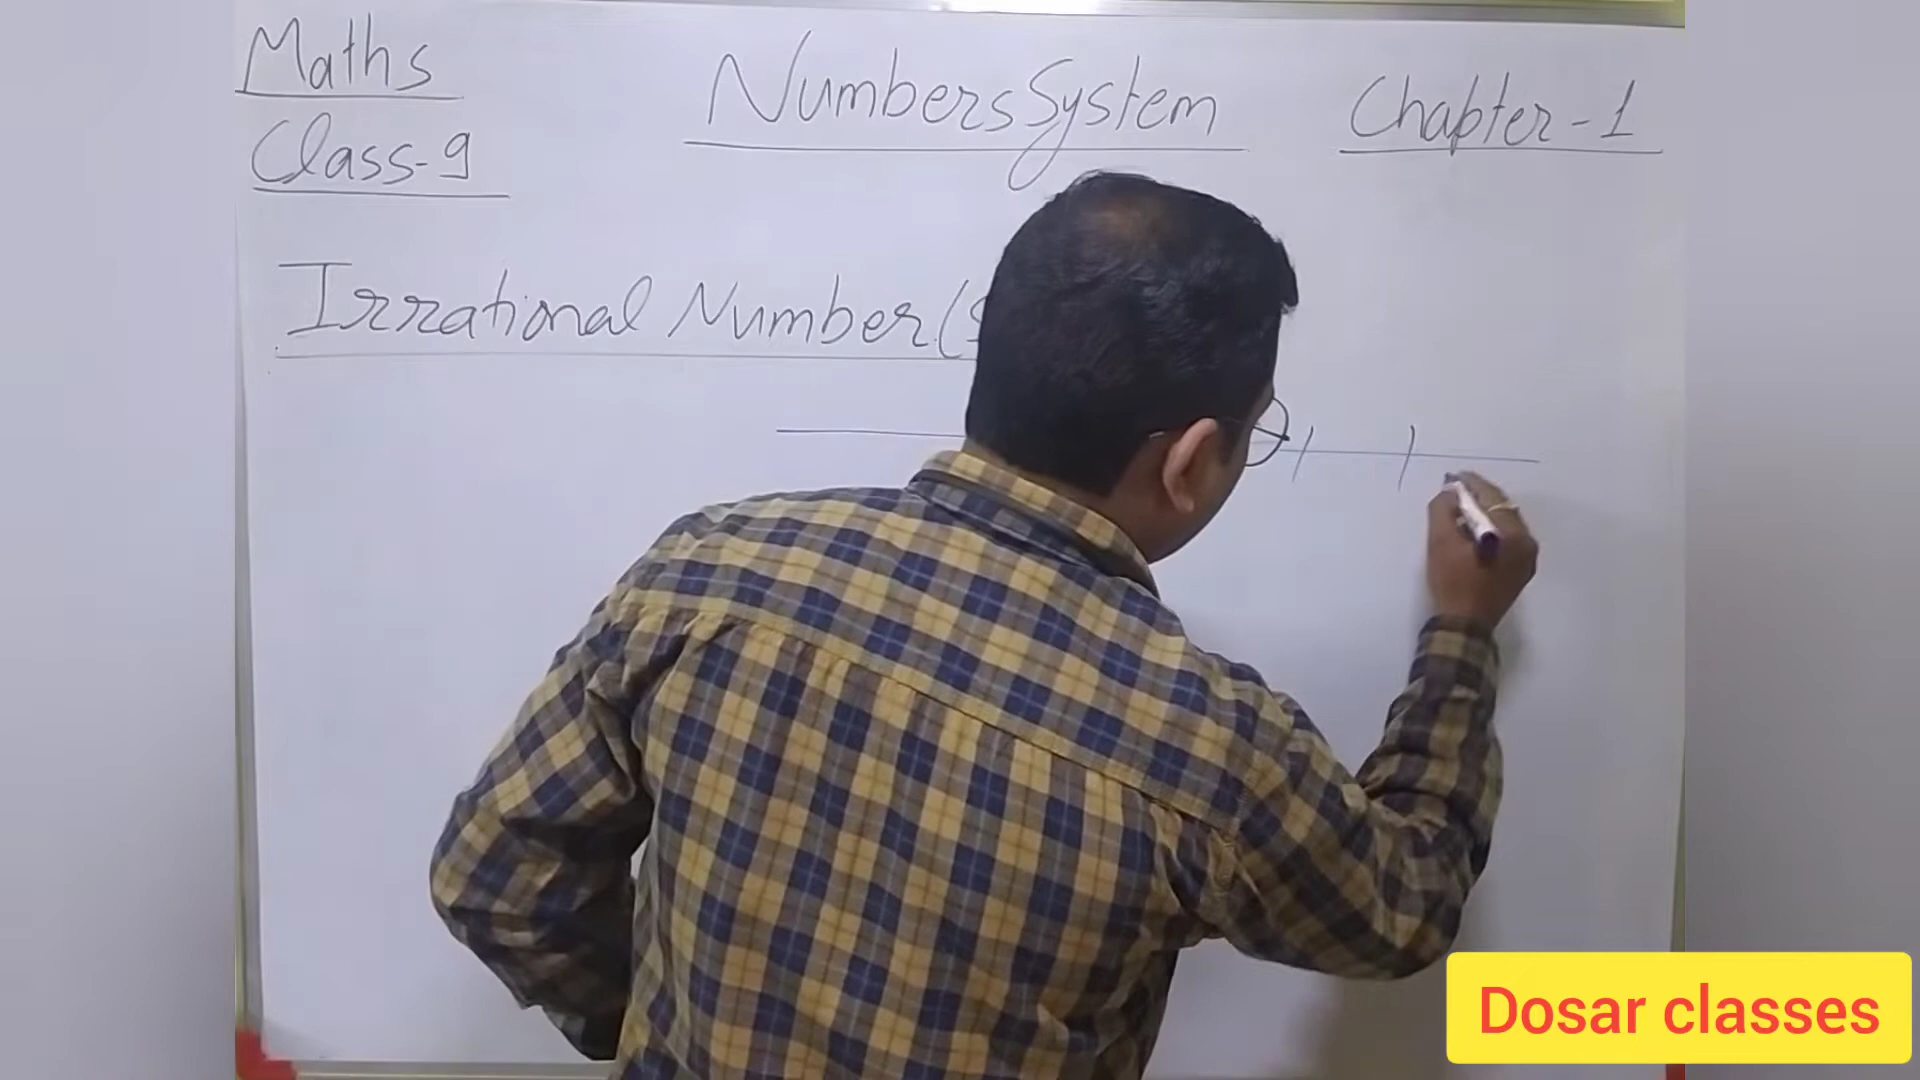 Maths
Class-9
Numbers System
Chapter-1
Irrational Number (
Dosar classes